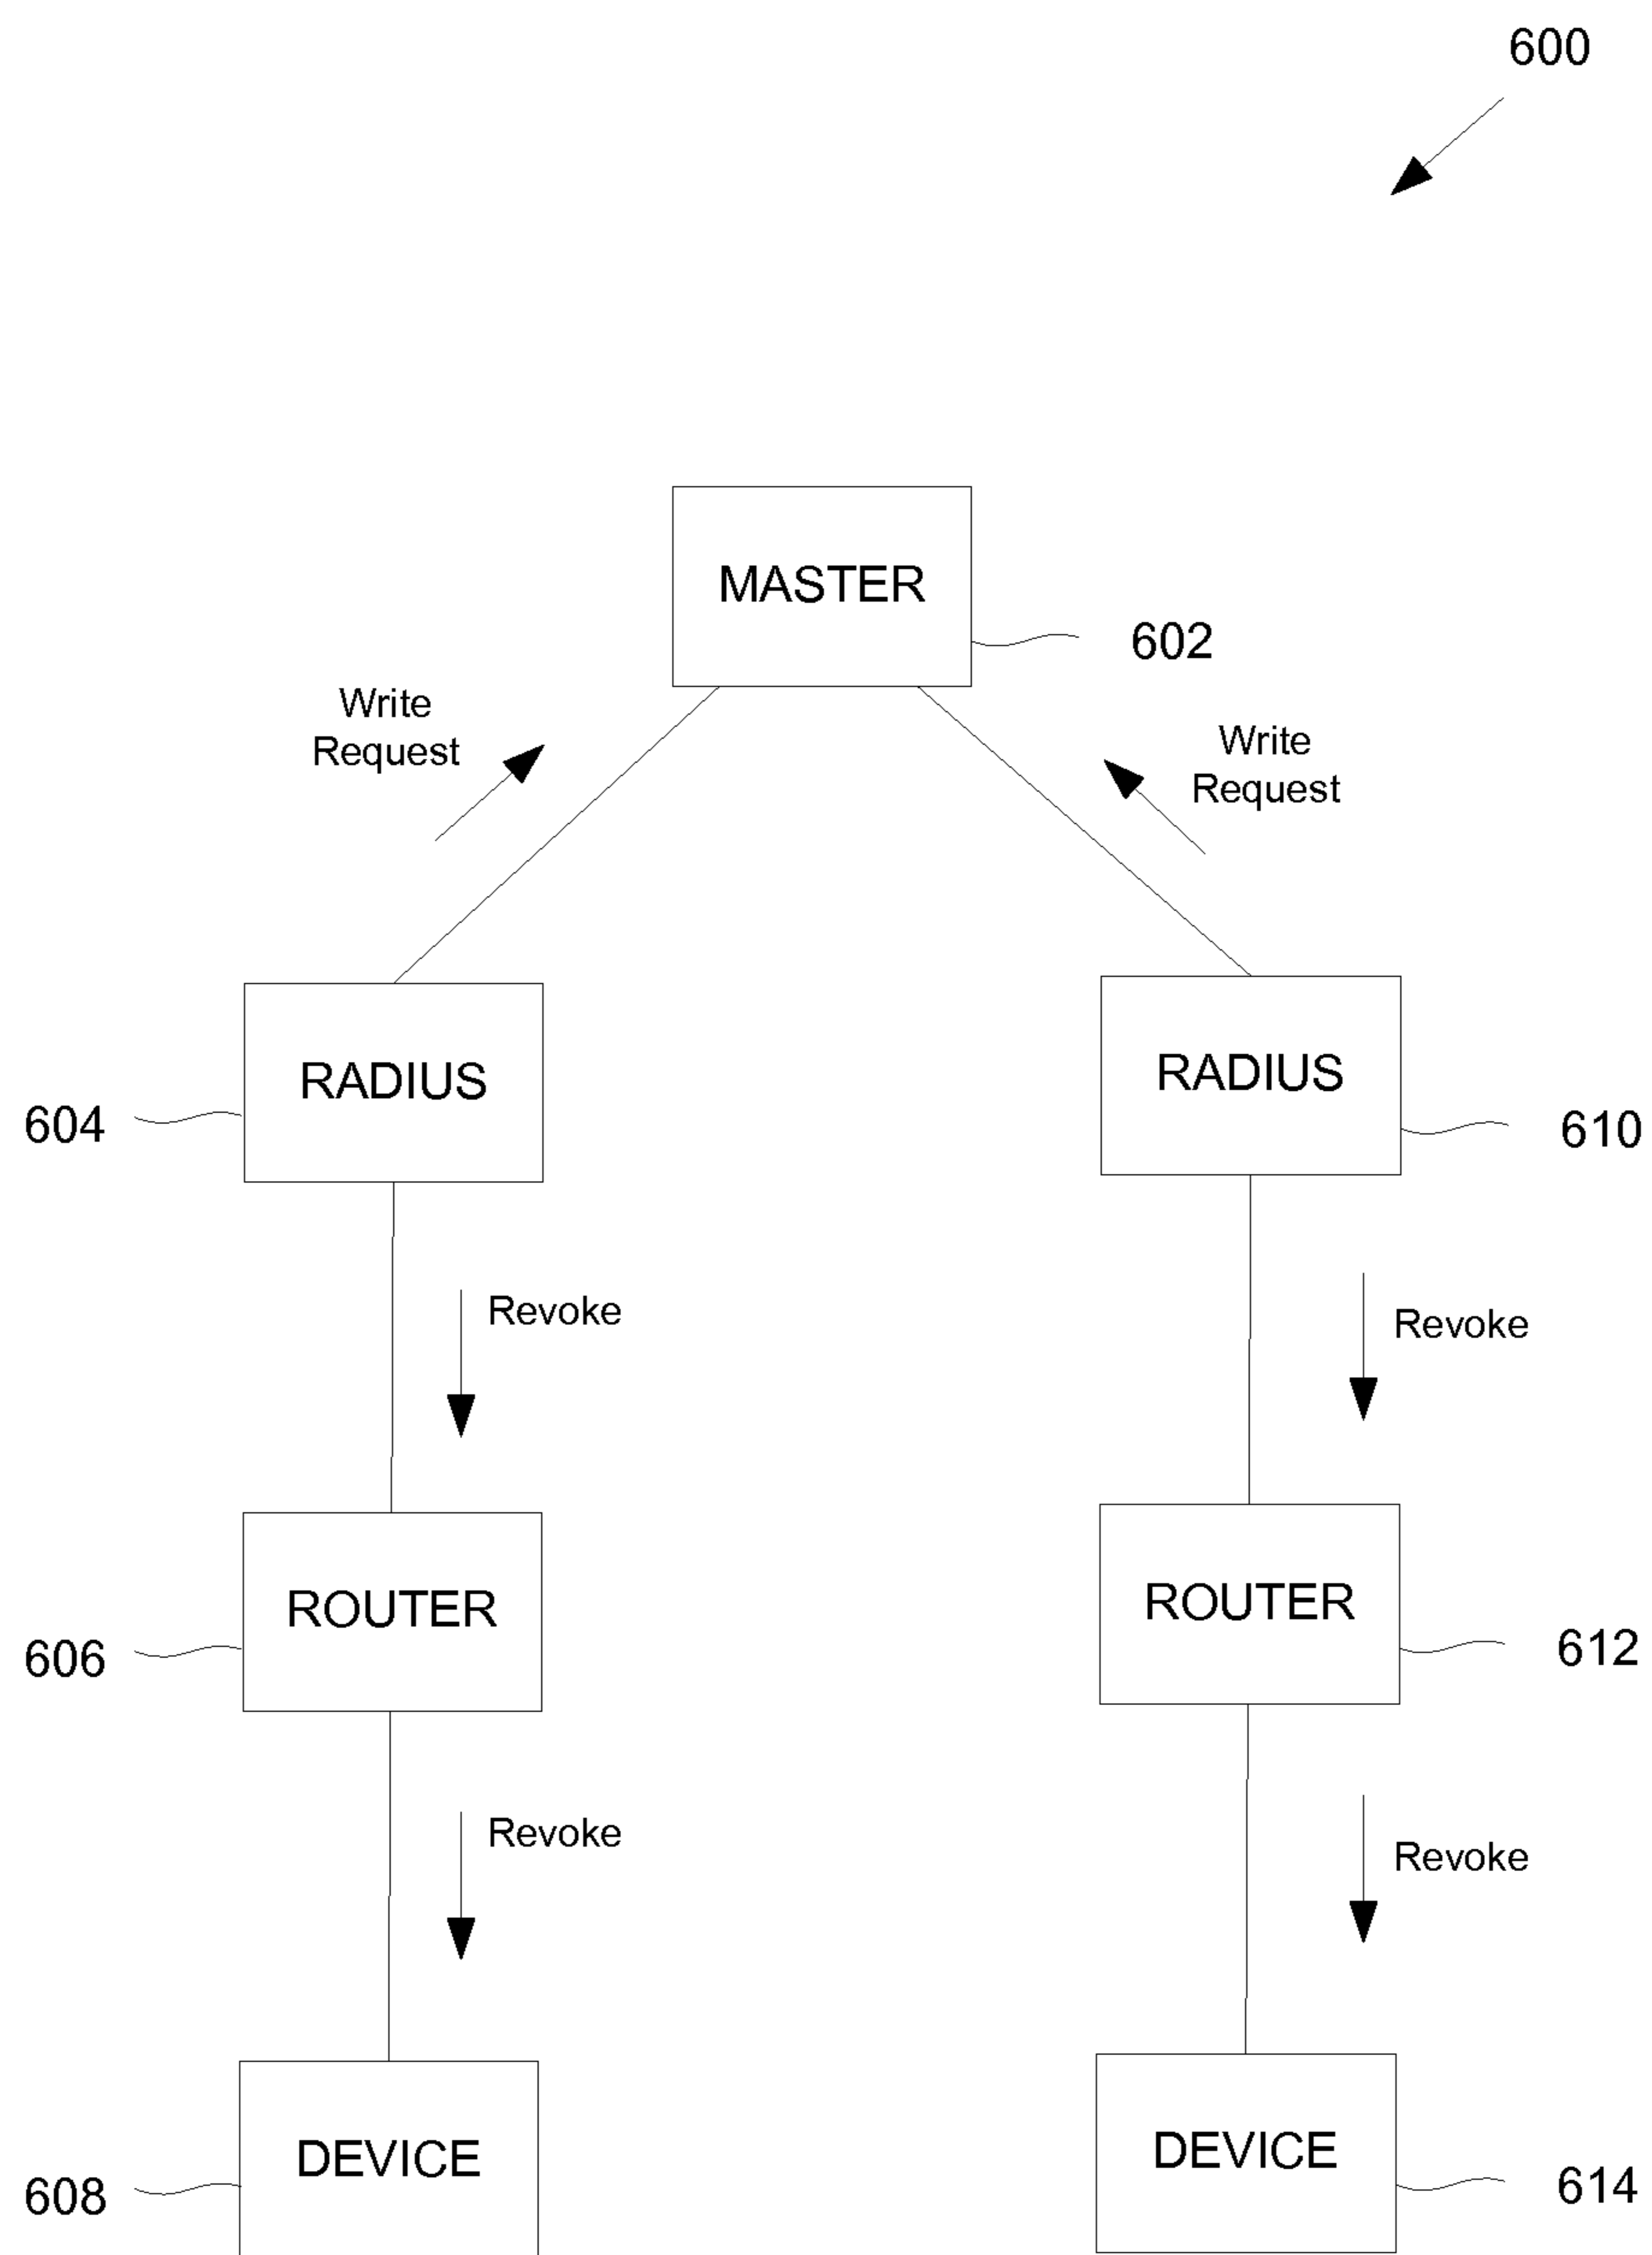 600
MASTER
602
Write
Request
Write
Request
RADIUS
604
RADIUS
610
Revoke
Revoke
ROUTER
606
ROUTER
612
Revoke
Revoke
DEVICE
608
DEVICE
614